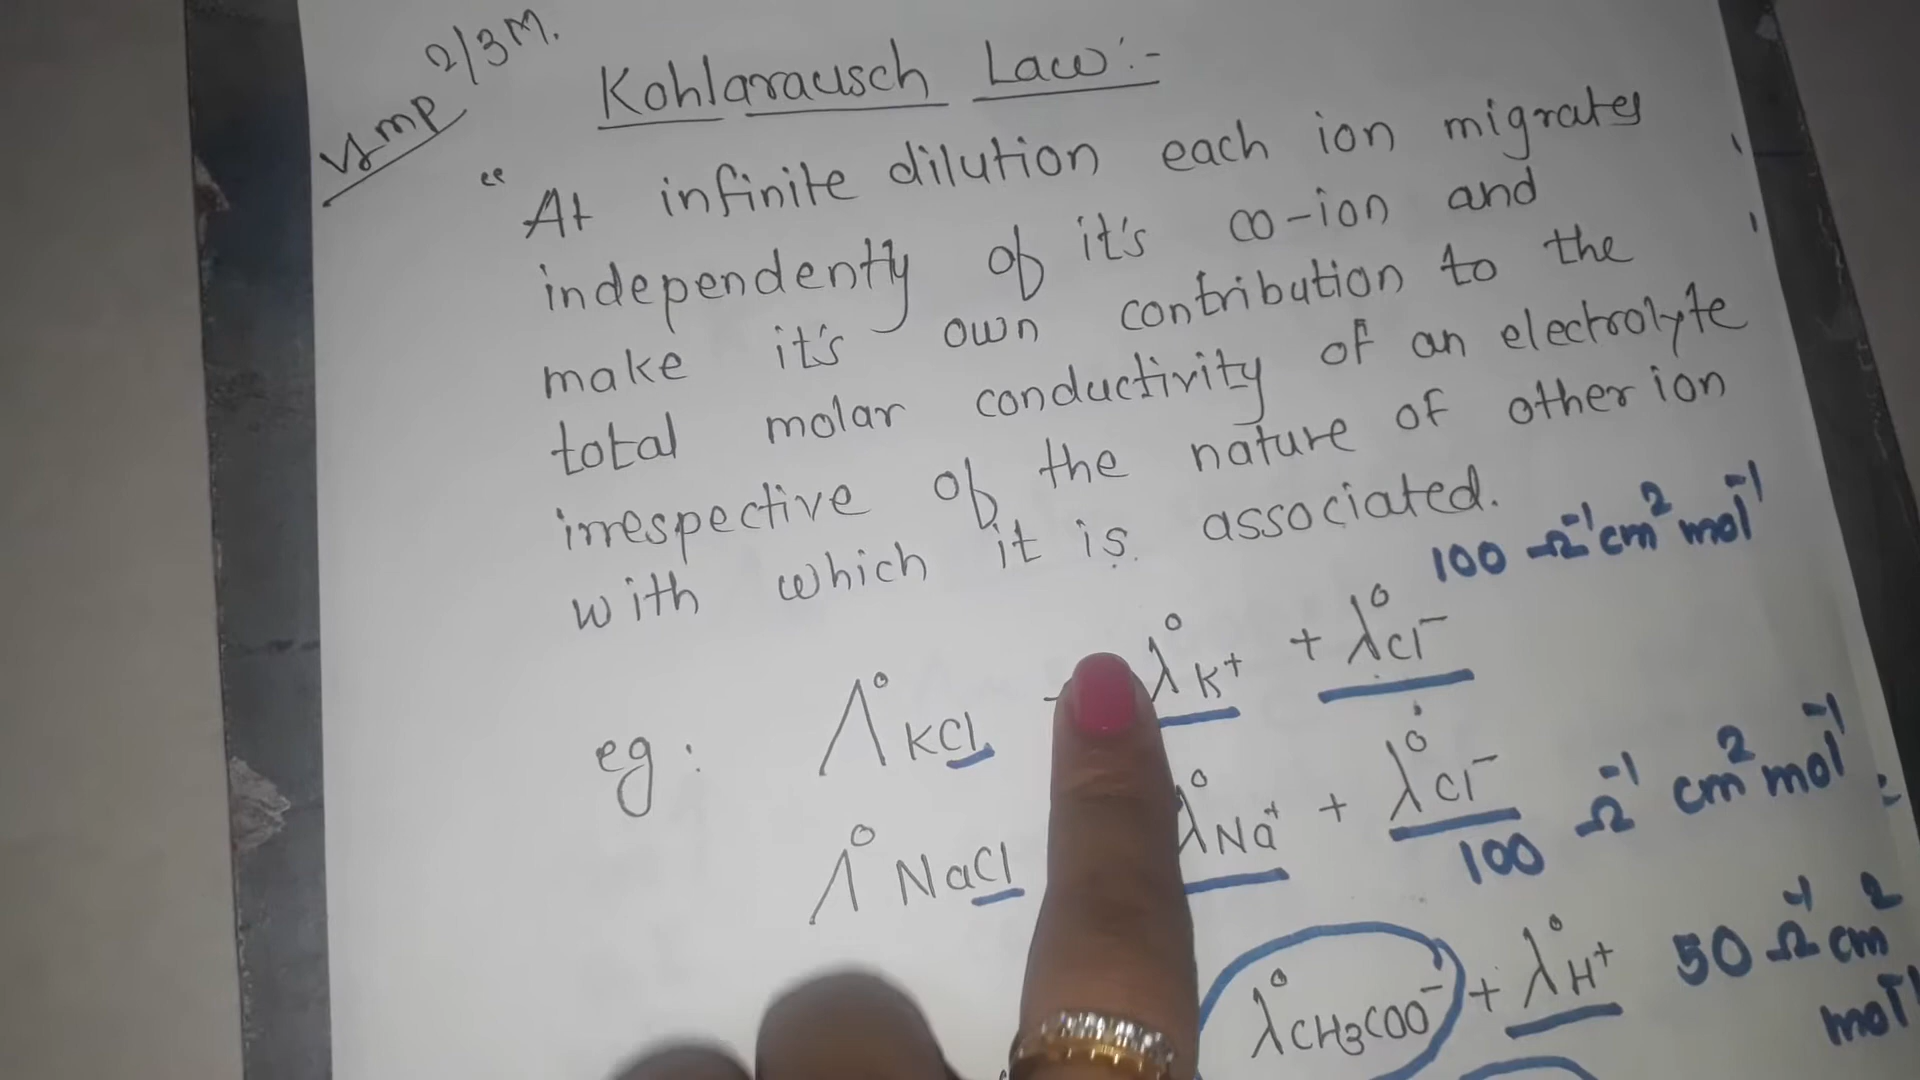 VImp 2/3M.
Kohlarausch Law:-
“ At infinite dilution each ion migrates
independently of it's co-ion and
make it's own contribution to the
total molar conductivity of an electrolyte
irrespective of the nature of other ion
with which it is associated.
100 Ω⁻¹cm² mol⁻¹
eg: Λ°KCl λ°K⁺ + λ°Cl⁻
Λ°NaCl λ°Na⁺ + λ°Cl⁻
100 Ω⁻¹ cm² mol⁻¹
λ°CH3COO⁻ + λ°H⁺ 50 Ω⁻¹ cm²
mol⁻¹